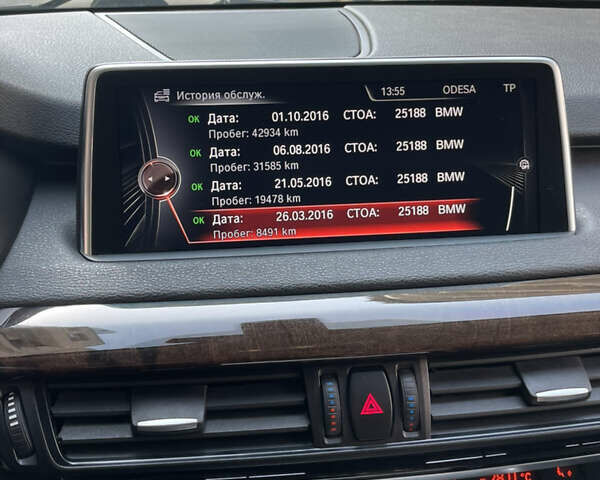 История обслуж. 13:55 ODESA TP
OK Дата: 01.10.2016 СТОА: 25188 BMW
Пробег: 42934 km
OK Дата: 06.08.2016 СТОА: 25188 BMW
Пробег: 31585 km
OK Дата: 21.05.2016 СТОА: 25188 BMW
Пробег: 19478 km
OK Дата: 26.03.2016 СТОА: 25188 BMW
Пробег: 8491 km